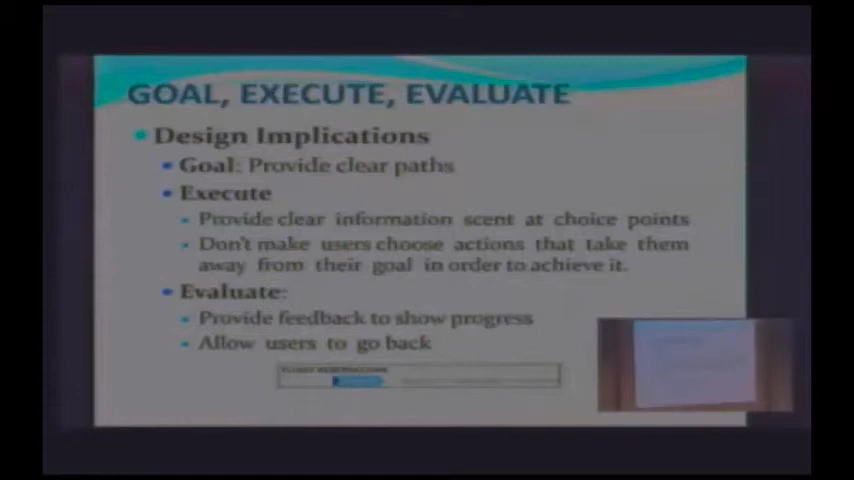 GOAL, EXECUTE, EVALUATE
Design Implications
Goal: Provide clear paths
Execute
Provide clear information scent at choice points
Don't make users choose actions that take them
away from their goal in order to achieve it.
Evaluate:
Provide feedback to show progress
Allow users to go back
FLIGHT RESERVATIONS